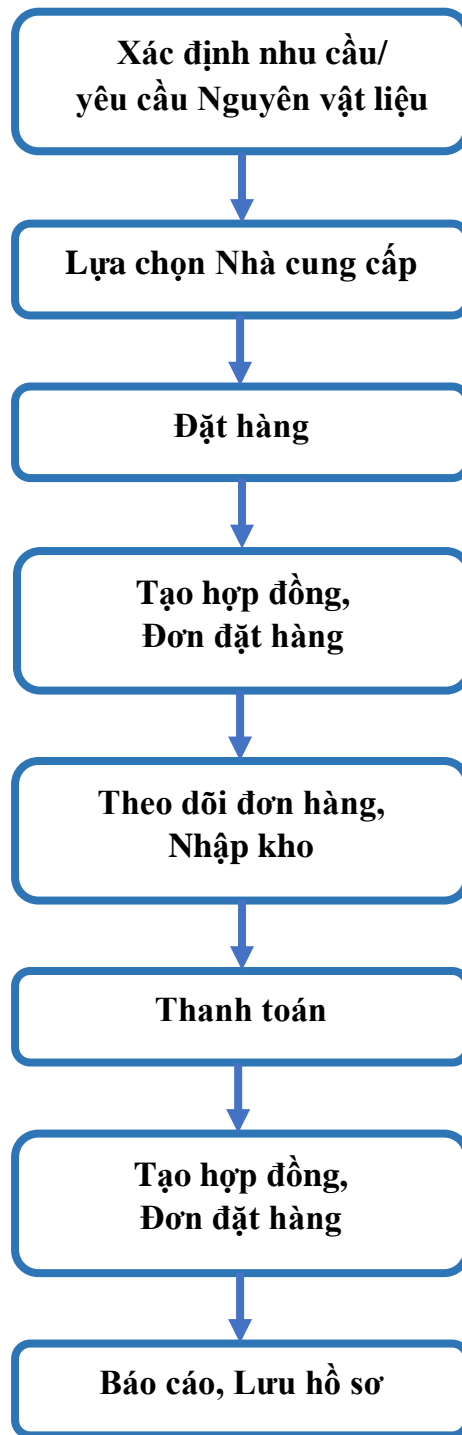 Xác định nhu cầu/
yêu cầu Nguyên vật liệu
Lựa chọn Nhà cung cấp
Đặt hàng
Tạo hợp đồng,
Đơn đặt hàng
Theo dõi đơn hàng,
Nhập kho
Thanh toán
Tạo hợp đồng,
Đơn đặt hàng
Báo cáo, Lưu hồ sơ